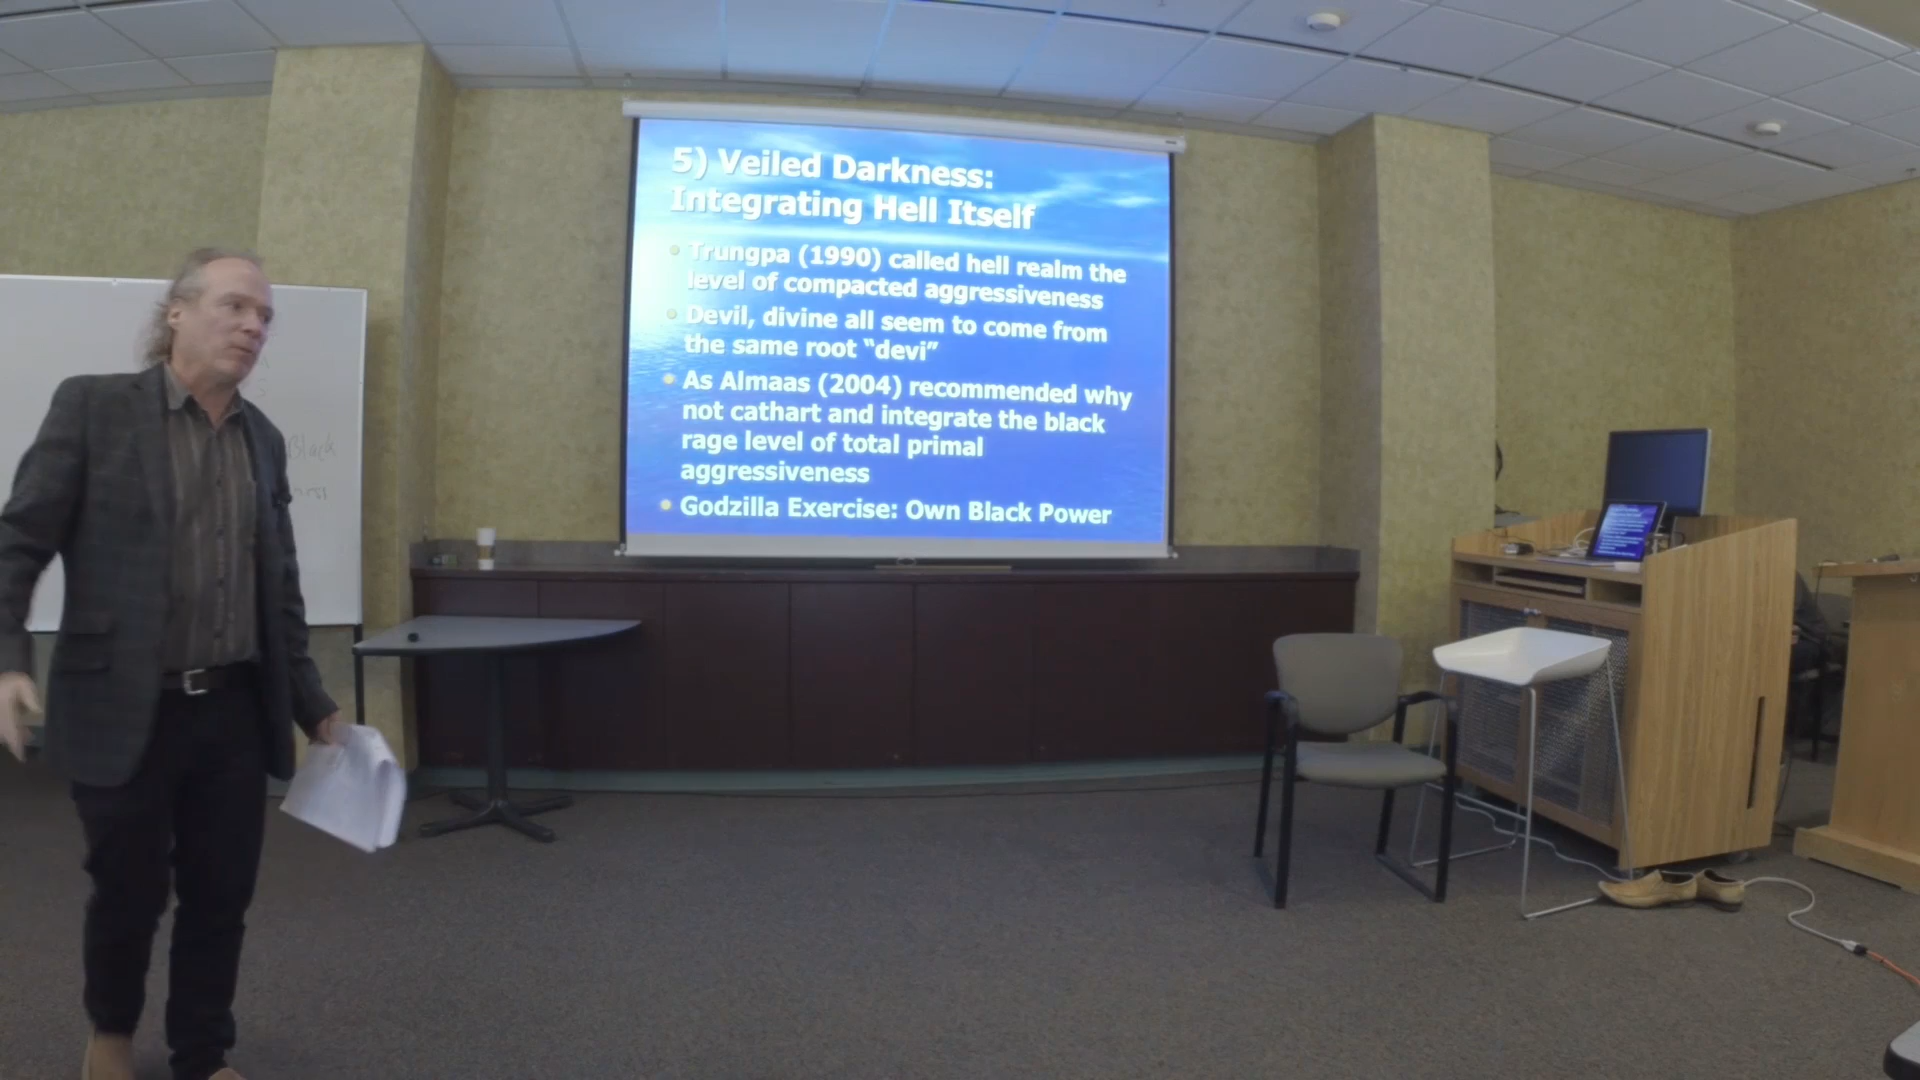 5) Veiled Darkness:
Integrating Hell Itself
Trungpa (1990) called hell realm the
level of compacted aggressiveness
Devil, divine all seem to come from
the same root “devi”
As Almaas (2004) recommended why
not cathart and integrate the black
rage level of total primal
aggressiveness
Godzilla Exercise: Own Black Power
Black